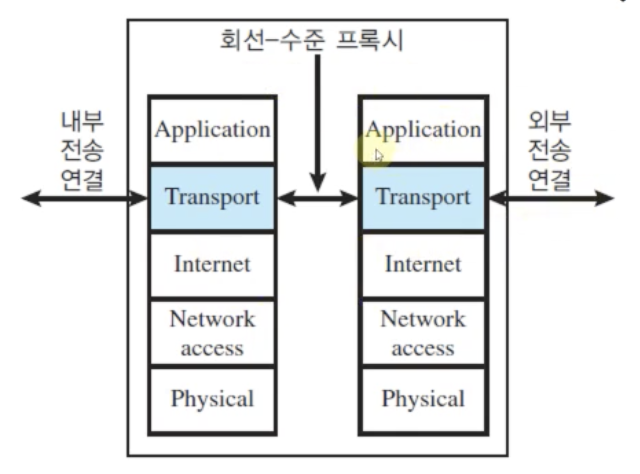 회선-수준 프록시
내부
전송
연결
Application
Transport
Internet
Network
access
Physical
Application
Transport
Internet
Network
access
Physical
외부
전송
연결